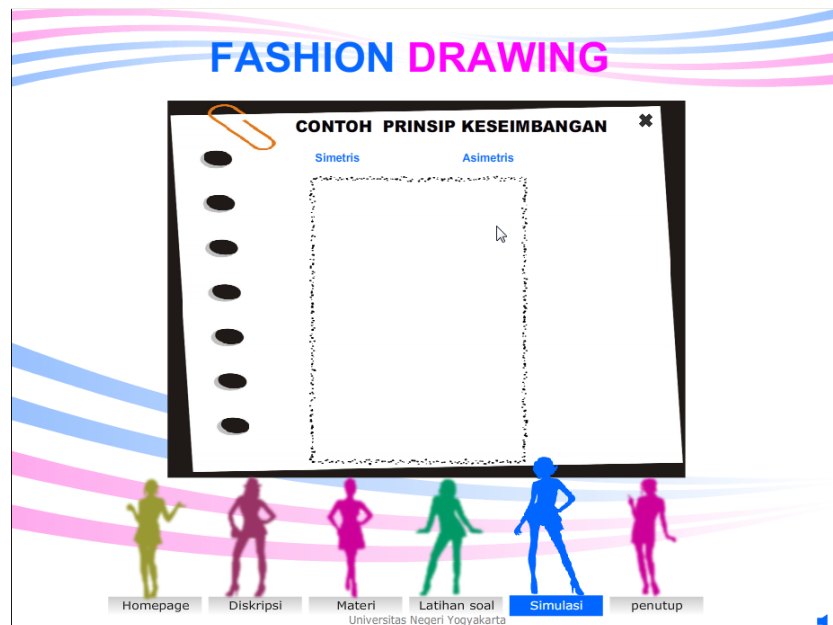 FASHION DRAWING
CONTOH PRINSIP KESEIMBANGAN
Simetris
Asimetris
Homepage
Diskripsi
Materi
Latihan soal
Simulasi
penutup
Universitas Negeri Yogyakarta